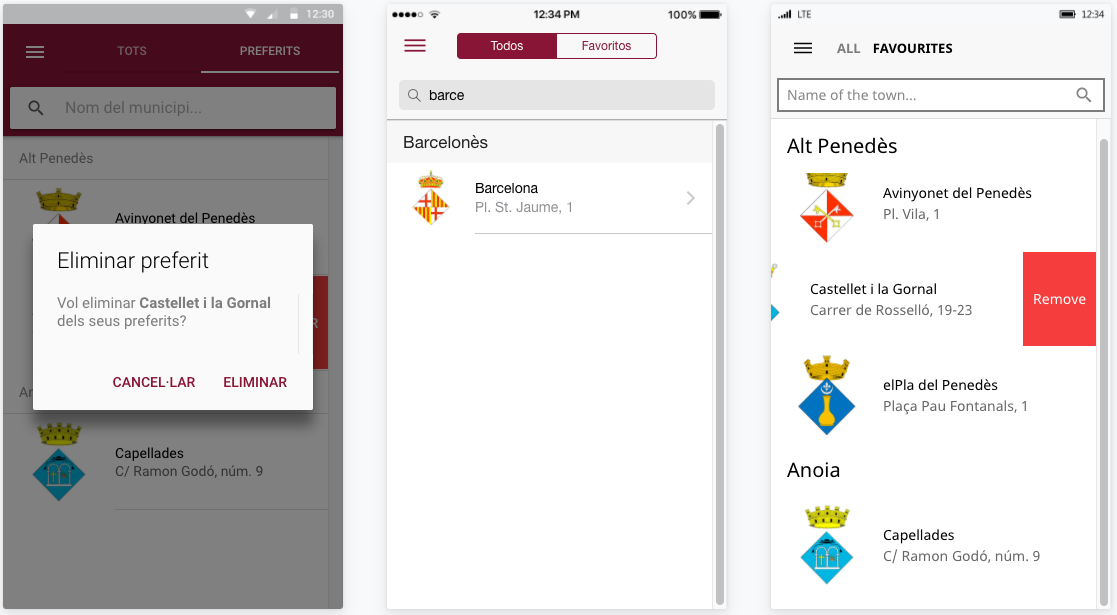 12:30
TOTS PREFERITS
Nom del municipi...
Alt Penedès
Avinyonet del Penedès
Eliminar preferit
Vol eliminar Castellet i la Gornal
dels seus preferits?
R
CANCEL·LAR ELIMINAR
An
Capellades
C/ Ramon Godó, núm. 9
12:34 PM 100%
Todos Favoritos
barce
Barcelonès
Barcelona
Pl. St. Jaume, 1
LTE 12:34
ALL FAVOURITES
Name of the town...
Alt Penedès
Avinyonet del Penedès
Pl. Vila, 1
Castellet i la Gornal
Carrer de Rosselló, 19-23
Remove
elPla del Penedès
Plaça Pau Fontanals, 1
Anoia
Capellades
C/ Ramon Godó, núm. 9